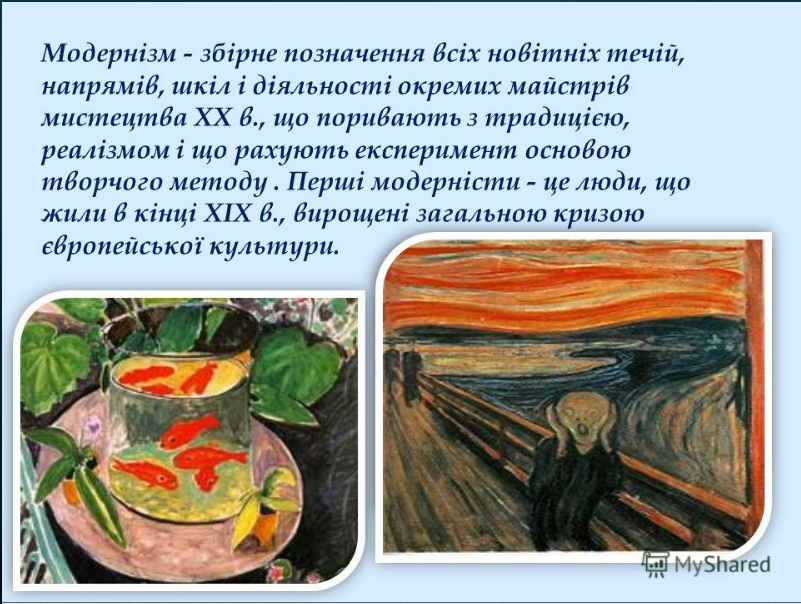 Модернізм - збірне позначення всіх новітніх течій,
напрямів, шкіл і діяльності окремих майстрів
мистецтва XX в., що поривають з традицією,
реалізмом і що рахують експеримент основою
творчого методу . Перші модерністи - це люди, що
жили в кінці XIX в., вирощені загальною кризою
європейської культури.
MyShared